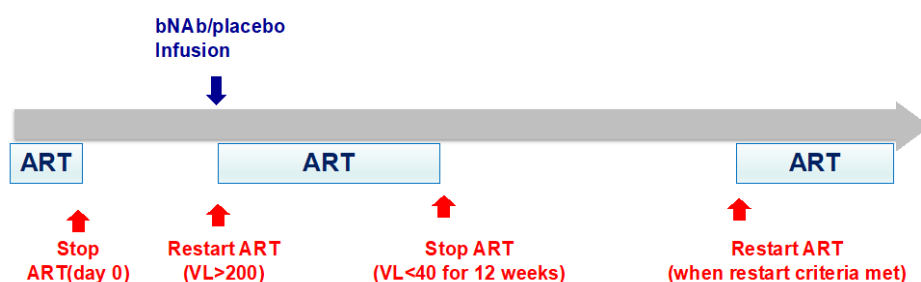 bNAb/placebo
Infusion
ART
ART
ART
Stop
ART(day 0)
Restart ART
(VL>200)
Stop ART
(VL<40 for 12 weeks)
Restart ART
(when restart criteria met)